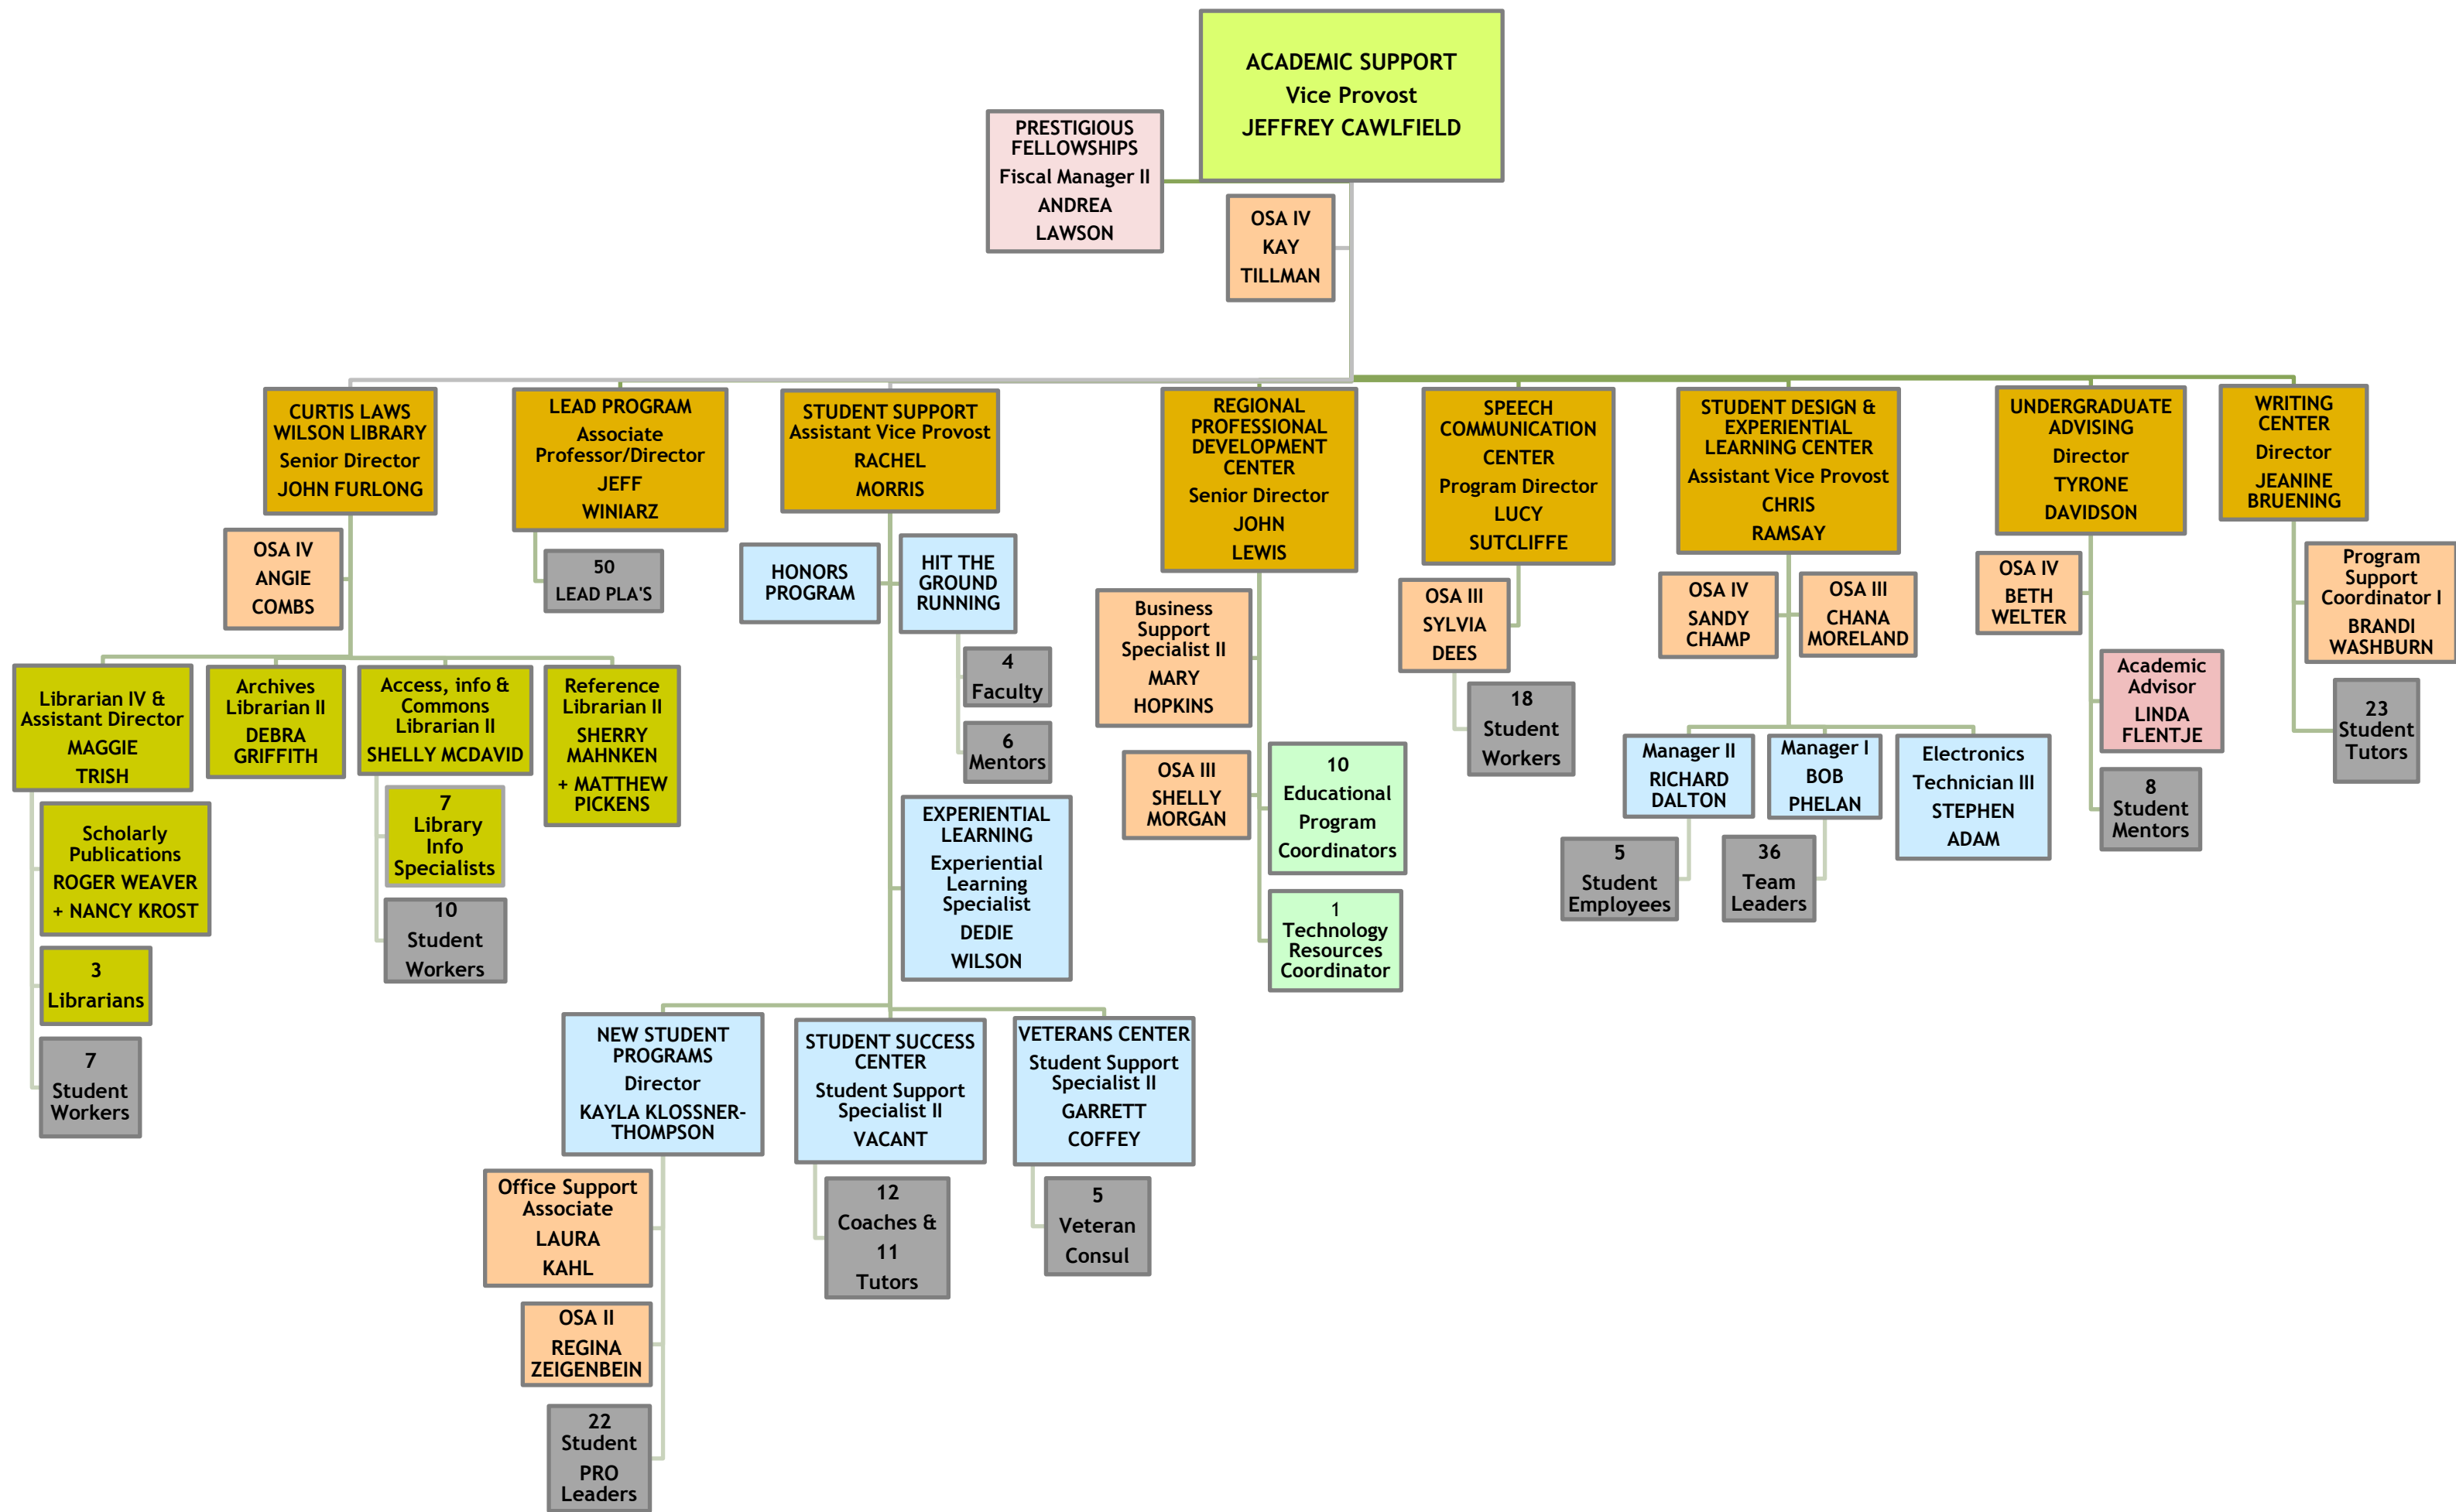 ACADEMIC SUPPORT
Vice Provost
JEFFREY CAWLFIELD
PRESTIGIOUS
FELLOWSHIPS
Fiscal Manager II
ANDREA
LAWSON
OSA IV
KAY
TILLMAN
CURTIS LAWS
WILSON LIBRARY
Senior Director
JOHN FURLONG
LEAD PROGRAM
Associate
Professor/Director
JEFF
WINIARZ
STUDENT SUPPORT
Assistant Vice Provost
RACHEL
MORRIS
REGIONAL
PROFESSIONAL
DEVELOPMENT
CENTER
Senior Director
JOHN
LEWIS
SPEECH
COMMUNICATION
CENTER
Program Director
LUCY
SUTCLIFFE
STUDENT DESIGN &
EXPERIENTIAL
LEARNING CENTER
Assistant Vice Provost
CHRIS
RAMSAY
UNDERGRADUATE
ADVISING
Director
TYRONE
DAVIDSON
WRITING
CENTER
Director
JEANINE
BRUENING
OSA IV
ANGIE
COMBS
50
LEAD PLA'S
HONORS
PROGRAM
HIT THE
GROUND
RUNNING
4
Faculty
6
Mentors
Business
Support
Specialist II
MARY
HOPKINS
OSA III
SHELLY
MORGAN
10
Educational
Program
Coordinators
1
Technology
Resources
Coordinator
OSA III
SYLVIA
DEES
18
Student
Workers
OSA IV
SANDY
CHAMP
OSA III
CHANA
MORELAND
Manager II
RICHARD
DALTON
Manager I
BOB
PHELAN
Electronics
Technician III
STEPHEN
ADAM
5
Student
Employees
36
Team
Leaders
OSA IV
BETH
WELTER
Academic
Advisor
LINDA
FLENTJE
8
Student
Mentors
Program
Support
Coordinator I
BRANDI
WASHBURN
23
Student
Tutors
Librarian IV &
Assistant Director
MAGGIE
TRISH
Archives
Librarian II
DEBRA
GRIFFITH
Access, info &
Commons
Librarian II
SHELLY MCDAVID
Reference
Librarian II
SHERRY
MAHNKEN
+ MATTHEW
PICKENS
Scholarly
Publications
ROGER WEAVER
+ NANCY KROST
3
Librarians
7
Student
Workers
7
Library
Info
Specialists
10
Student
Workers
EXPERIENTIAL
LEARNING
Experiential
Learning
Specialist
DEDIE
WILSON
NEW STUDENT
PROGRAMS
Director
KAYLA KLOSSNER-
THOMPSON
STUDENT SUCCESS
CENTER
Student Support
Specialist II
VACANT
VETERANS CENTER
Student Support
Specialist II
GARRETT
COFFEY
Office Support
Associate
LAURA
KAHL
OSA II
REGINA
ZEIGENBEIN
22
Student
PRO
Leaders
12
Coaches &
11
Tutors
5
Veteran
Consul